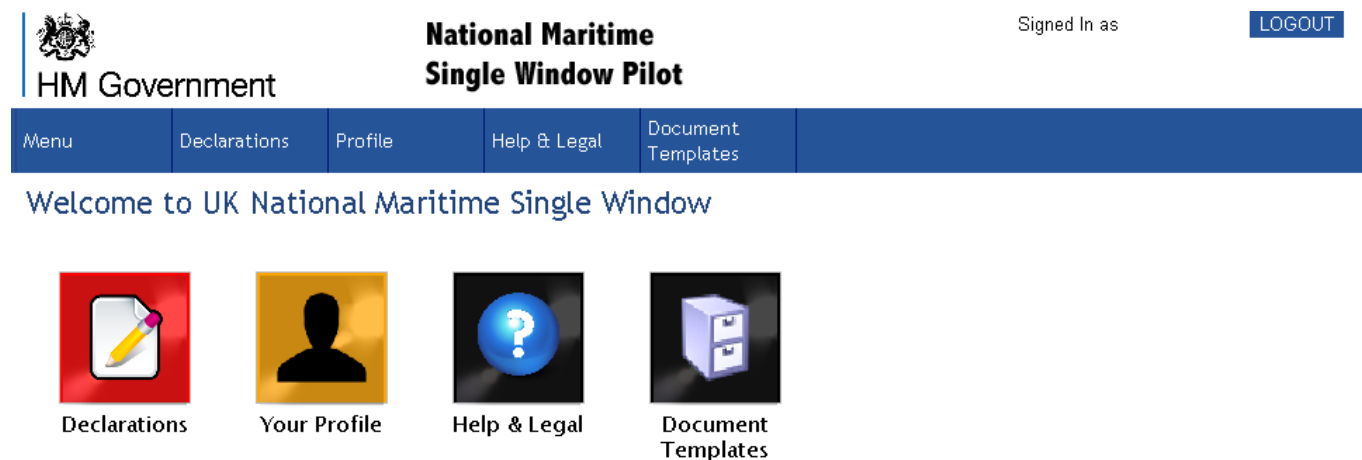 HM Government
National Maritime
Single Window Pilot
Signed In as
LOGOUT
Menu
Declarations
Profile
Help & Legal
Document
Templates
Welcome to UK National Maritime Single Window
?
Declarations
Your Profile
Help & Legal
Document
Templates